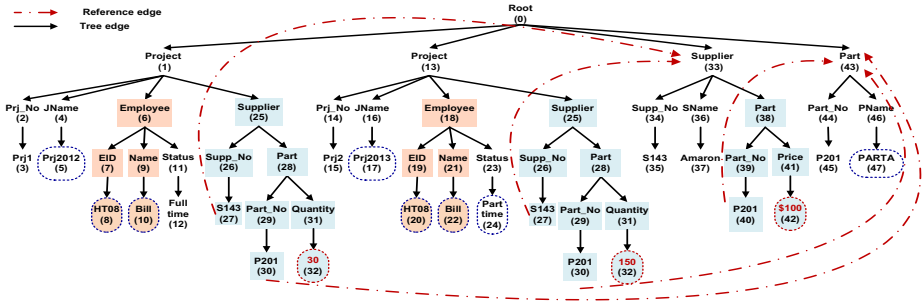 Root
(0)
Reference edge
Tree edge
Project
(1)
Project
(13)
Supplier
(33)
Part
(43)
Prj_No
(2)
JName
(4)
Employee
(6)
Supplier
(25)
Prj_No
(14)
JName
(16)
Employee
(18)
Supplier
(25)
Supp_No
(34)
SName
(36)
Part
(38)
Part_No
(44)
PName
(46)
Prj1
(3)
Prj2012
(5)
EID
(7)
Name
(9)
Status
(11)
Supp_No
(26)
Part
(28)
Prj2
(15)
Prj2013
(17)
EID
(19)
Name
(21)
Status
(23)
Supp_No
(26)
Part
(28)
S143
(35)
Amaron
(37)
Part_No
(39)
Price
(41)
P201
(45)
PARTA
(47)
HT08
(8)
Bill
(10)
Full
time
(12)
S143
(27)
Part_No
(29)
Quantity
(31)
HT08
(20)
Bill
(22)
Part
time
(24)
S143
(27)
Part_No
(29)
Quantity
(31)
P201
(40)
$100
(42)
P201
(30)
30
(32)
P201
(30)
150
(32)